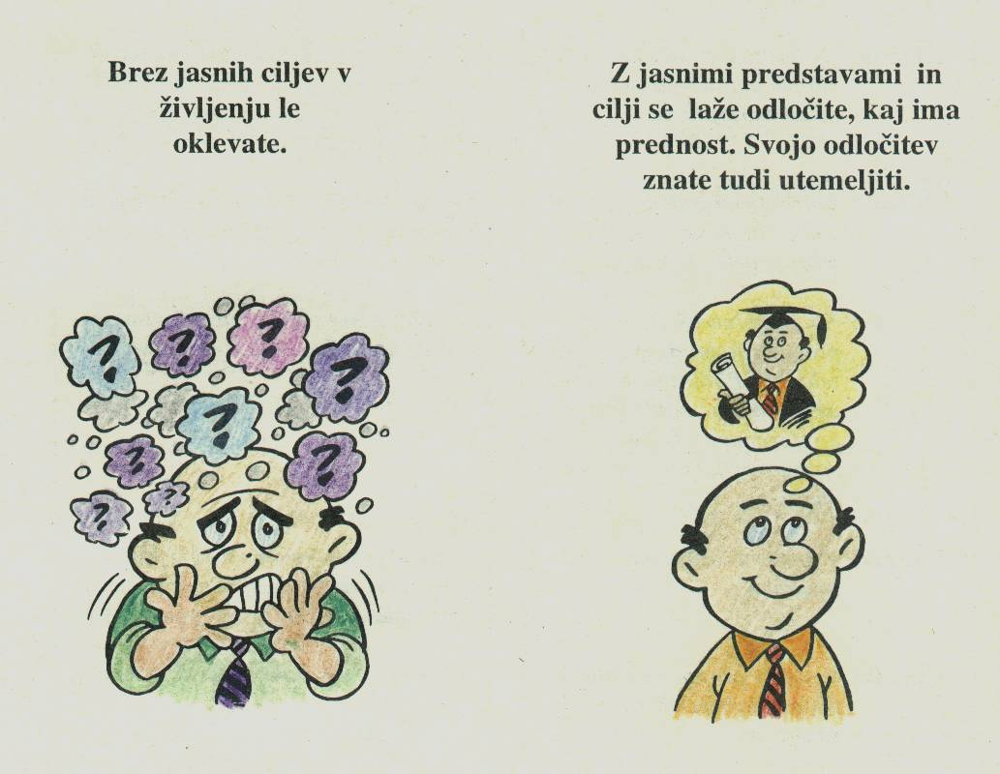 Brez jasnih ciljev v
življenju le
oklevate.
Z jasnimi predstavami in
cilji se laže odločite, kaj ima
prednost. Svojo odločitev
znate tudi utemeljiti.
?
?
?
?
?
?
?
?
?